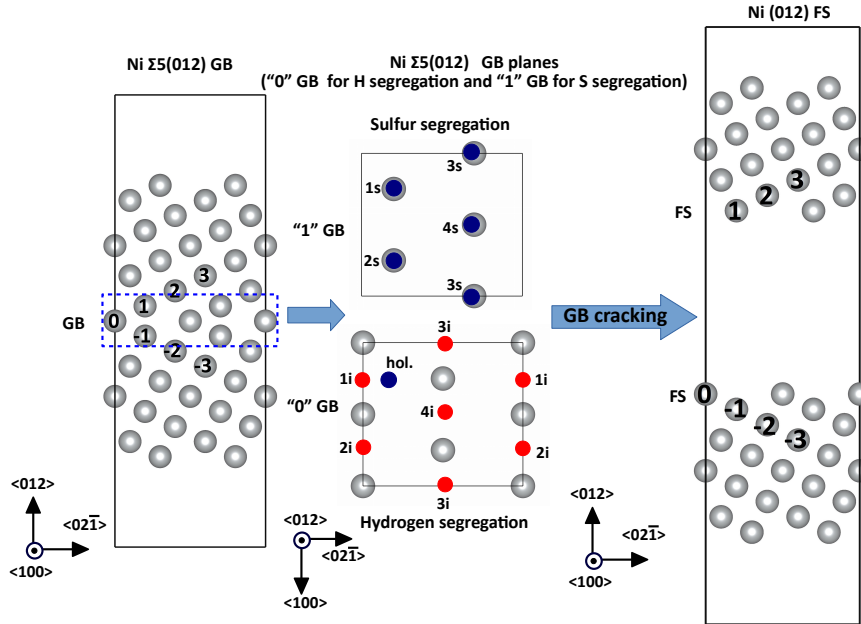 Ni Σ5(012) GB
3
2
1
0
-1
-2
-3
GB
<012>
<021̅>
<100>
Ni Σ5(012) GB planes
(“0” GB for H segregation and “1” GB for S segregation)
Sulfur segregation
3s
1s
“1” GB
4s
2s
3s
3i
hol.
1i
1i
“0” GB
4i
2i
2i
3i
Hydrogen segregation
<012>
<021̅>
<100>
GB cracking
Ni (012) FS
3
2
1
FS
FS
0
-1
-2
-3
<012>
<021̅>
<100>